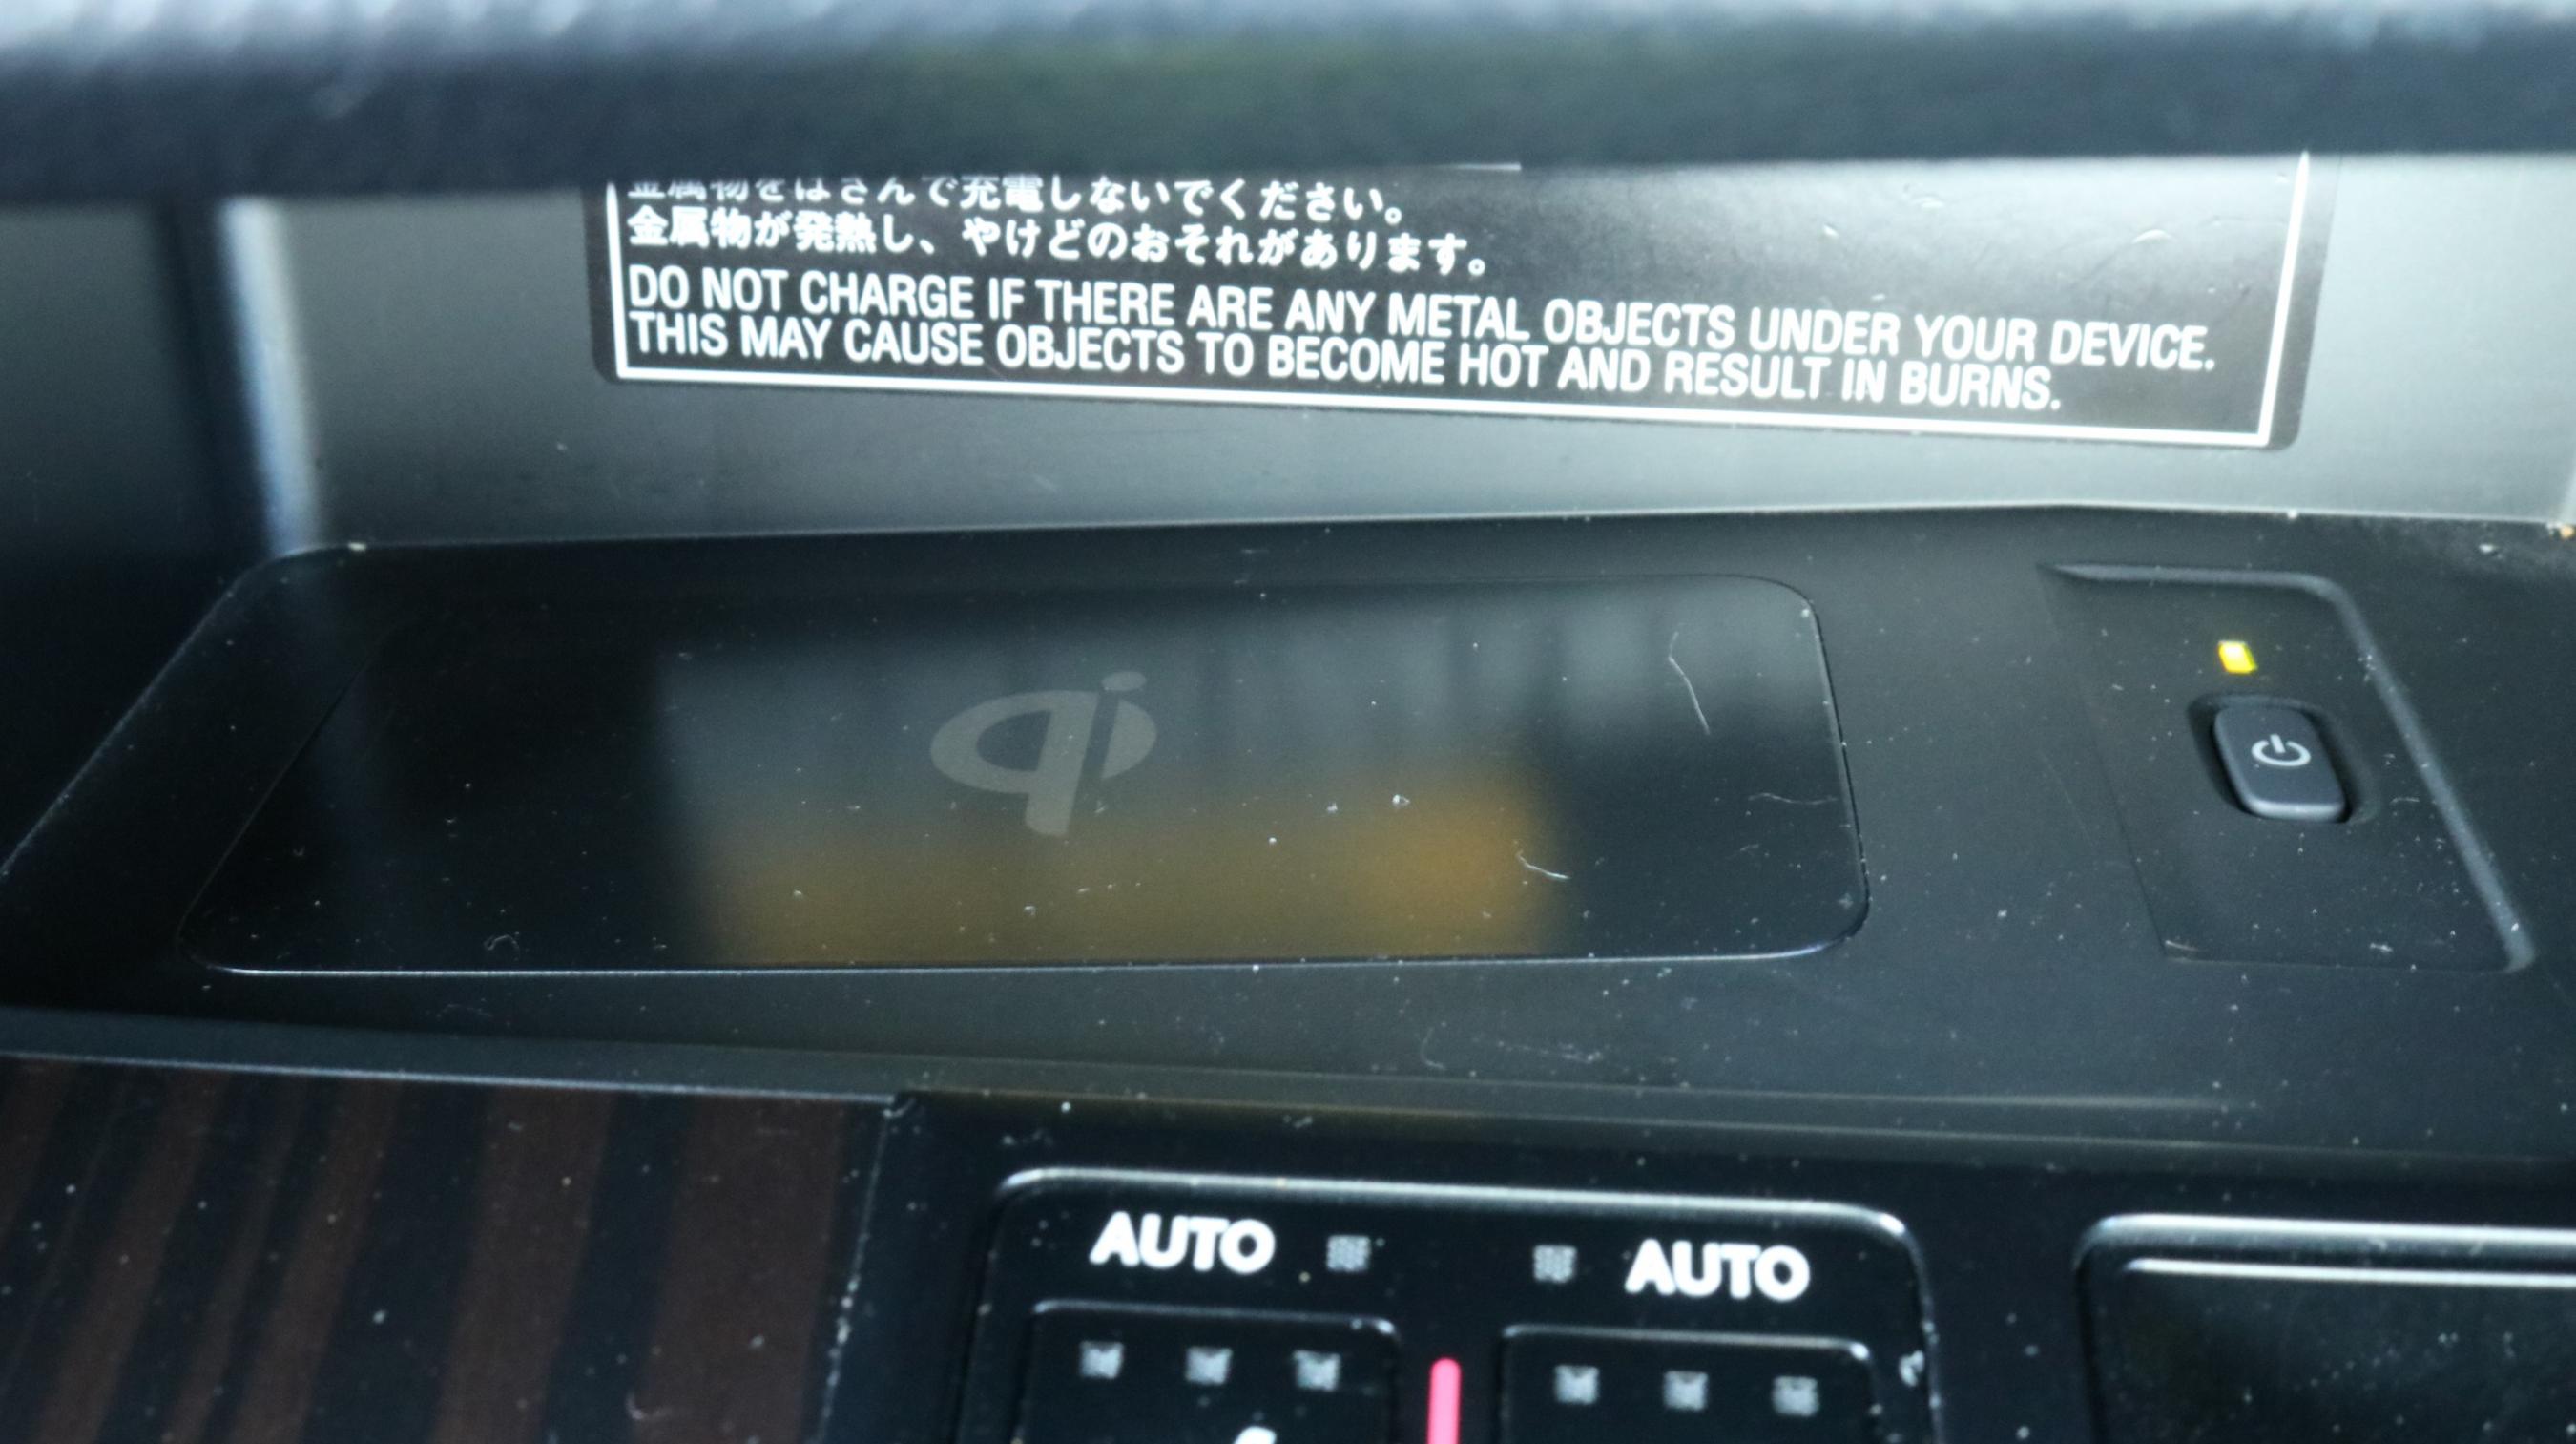 金属物をはさんで充電しないでください。
金属物が発熱し、やけどのおそれがあります。
DO NOT CHARGE IF THERE ARE ANY METAL OBJECTS UNDER YOUR DEVICE.
THIS MAY CAUSE OBJECTS TO BECOME HOT AND RESULT IN BURNS.
qi
AUTO AUTO